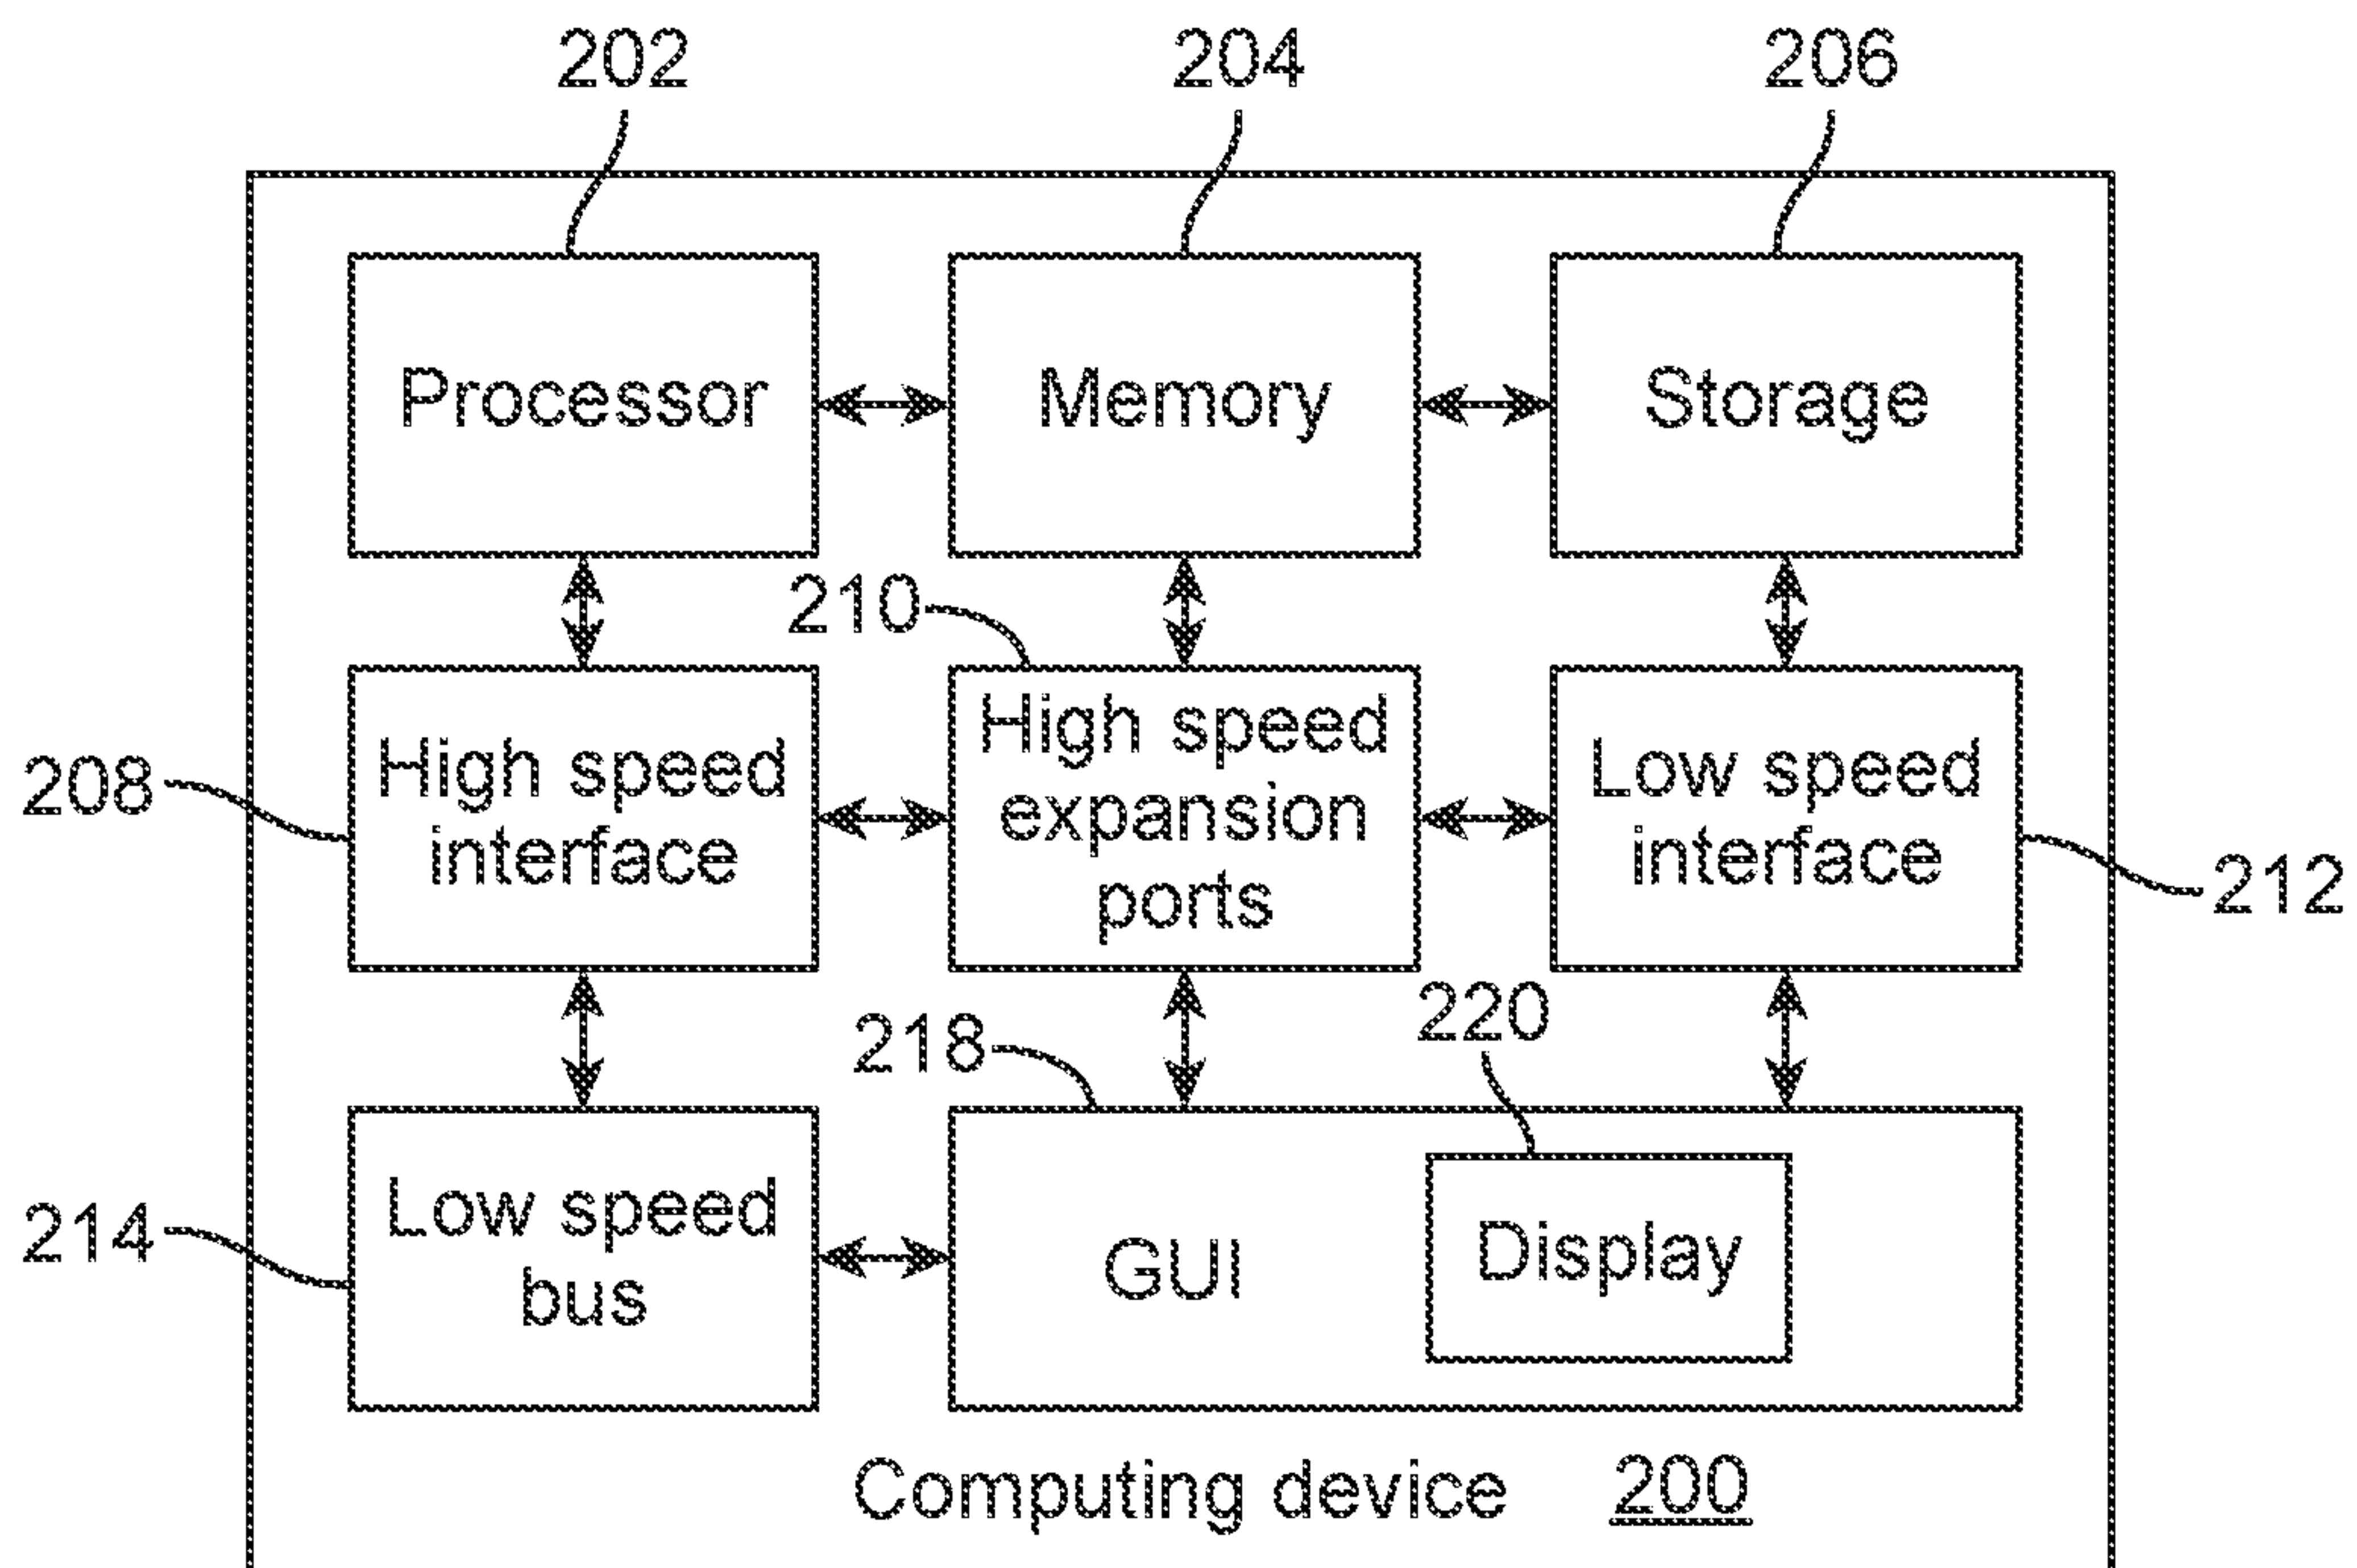 202
204
206
Processor
Memory
Storage
210
208
High speed
interface
High speed
expansion
ports
Low speed
interface
212
218
220
214
Low speed
bus
GUI
Display
Computing device 200